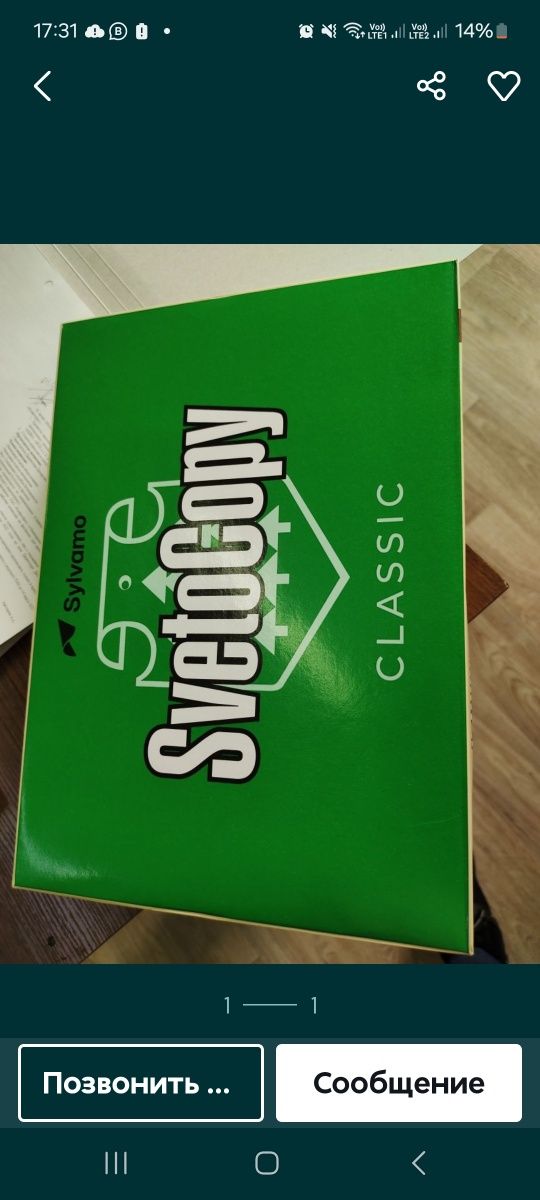 17:31
14%
Sylvamo
SvetoCopy
CLASSIC
1
1
Позвонить ...
Сообщение